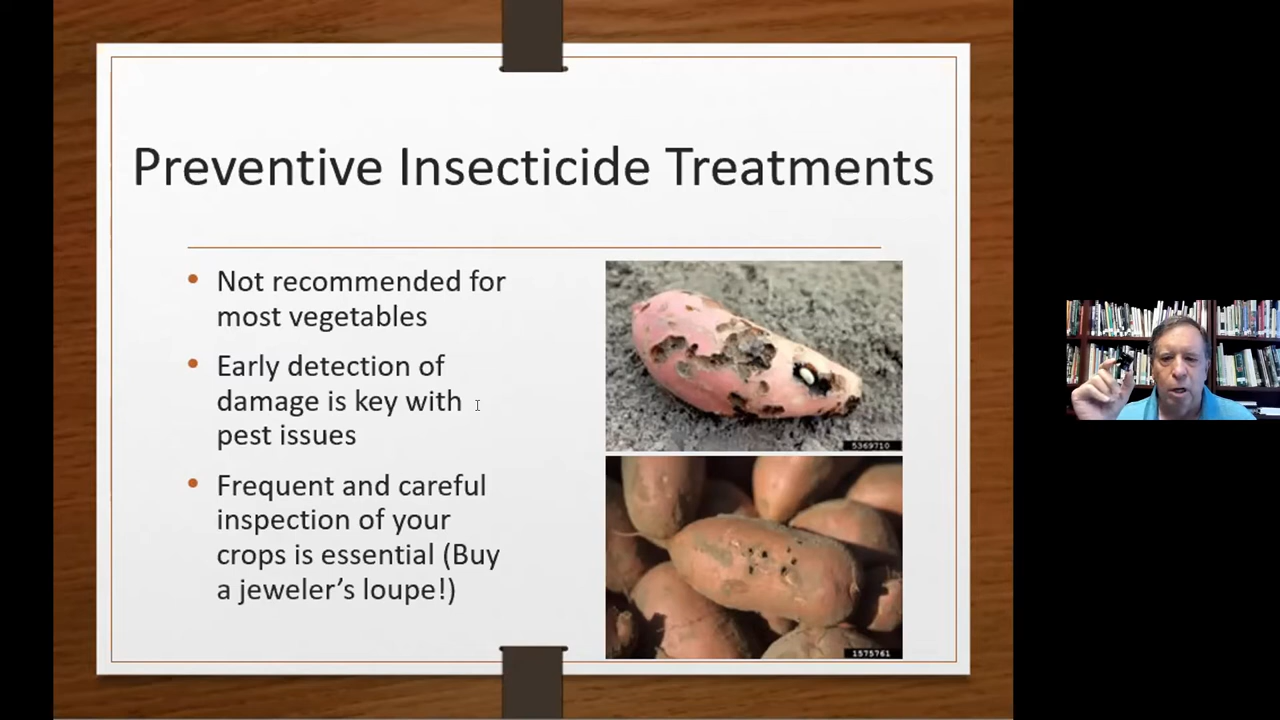 Preventive Insecticide Treatments
• Not recommended for
most vegetables
• Early detection of
damage is key with
pest issues
• Frequent and careful
inspection of your
crops is essential (Buy
a jeweler’s loupe!)
5369710
1575761